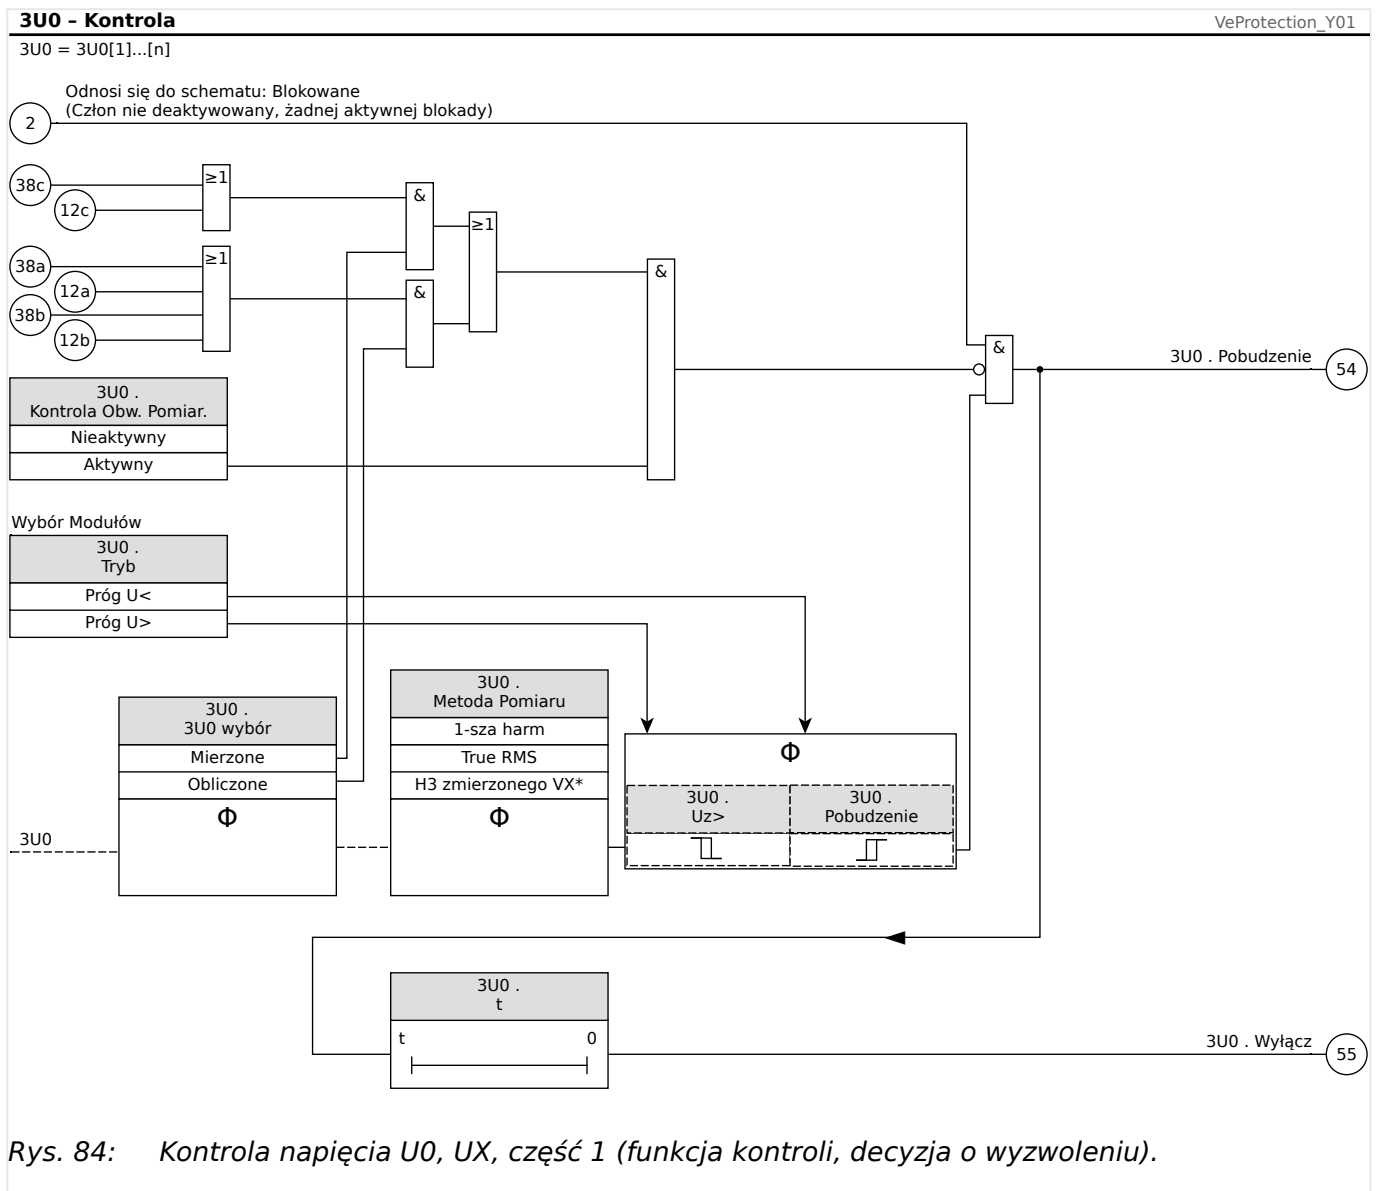 3U0 – Kontrola
VeProtection_Y01
3U0 = 3U0[1]...[n]
Odnosi się do schematu: Blokowane
(Człon nie deaktywowany, żadnej aktywnej blokady)
2
38c
12c
≥1
&
≥1
38a
12a
38b
12b
≥1
&
&
&
3U0 . Pobudzenie
54
3U0 .
Kontrola Obw. Pomiar.
Nieaktywny
Aktywny
Wybór Modułów
3U0 .
Tryb
Próg U<
Próg U>
3U0 .
3U0 wybór
Mierzone
Obliczone
Φ
3U0
3U0 .
Metoda Pomiaru
1-sza harm
True RMS
H3 zmierzonego VX*
Φ
Φ
3U0 .
Uz>
3U0 .
Pobudzenie
3U0 .
t
t 0
3U0 . Wyłącz
55
Rys. 84: Kontrola napięcia U0, UX, część 1 (funkcja kontroli, decyzja o wyzwoleniu).